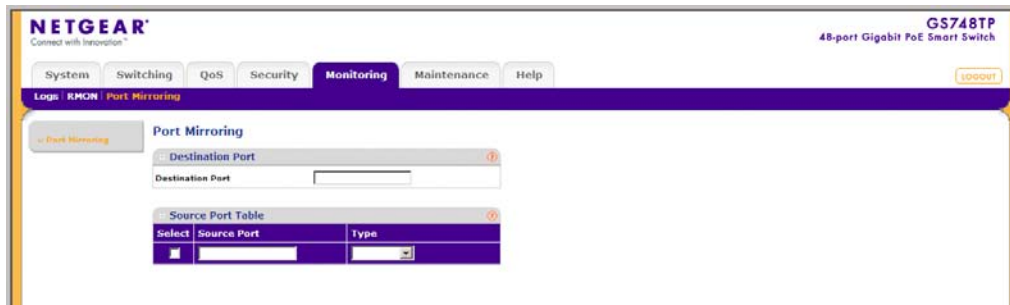 NETGEAR
Connect with Innovation™
GS748TP
48-port Gigabit PoE Smart Switch
System Switching QoS Security Monitoring Maintenance Help
LOGOUT
Logs RMON Port Mirroring
» Port Mirroring
Port Mirroring
Destination Port
Destination Port
Source Port Table
Select Source Port Type